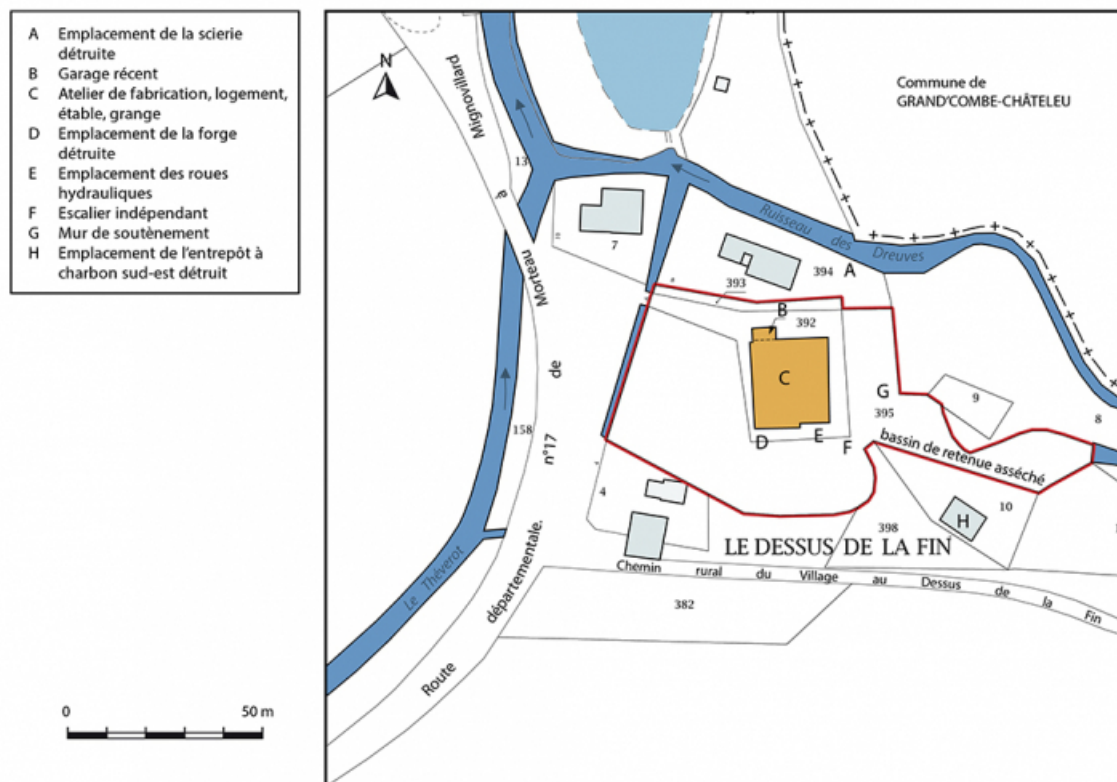 A Emplacement de la scierie
détruite
B Garage récent
C Atelier de fabrication, logement,
étable, grange
D Emplacement de la forge
détruite
E Emplacement des roues
hydrauliques
F Escalier indépendant
G Mur de soutènement
H Emplacement de l'entrepôt à
charbon sud-est détruit
0 50 m
N
Commune de
GRAND'COMBE-CHÂTELEU
Route départementale. n°17 de Morteau à Mignovillard
13
7
Ruisseau des Dreuves
394
A
393
B
392
C
G
395
9
8
D
E
F
bassin de retenue asséché
158
4
10
H
398
LE DESSUS DE LA FIN
Chemin rural du Village au Dessus de la Fin
382
Le Théverot